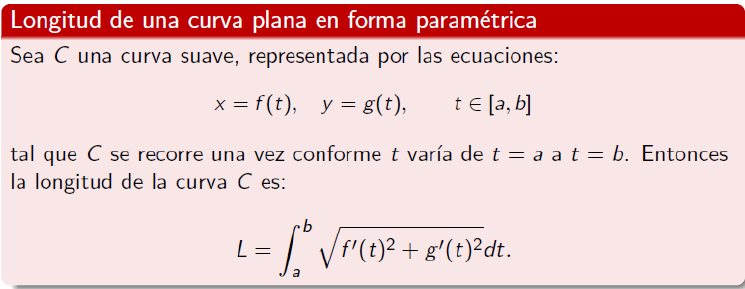 Longitud de una curva plana en forma paramétrica
Sea C una curva suave, representada por las ecuaciones:
x = f(t), y = g(t), t ∈ [a, b]
tal que C se recorre una vez conforme t varía de t = a a t = b. Entonces
la longitud de la curva C es:
L = ∫_a^b √(f′(t)² + g′(t)²) dt.